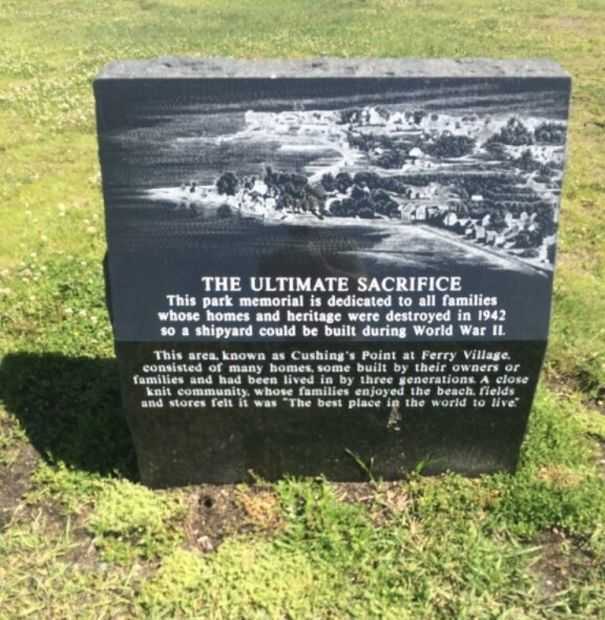 THE ULTIMATE SACRIFICE
This park memorial is dedicated to all families
whose homes and heritage were destroyed in 1942
so a shipyard could be built during World War II.
This area, known as Cushing's Point at Ferry Village,
consisted of many homes, some built by their owners or
families and had been lived in by three generations. A close
knit community, whose families enjoyed the beach, fields
and stores felt it was "The best place in the world to live."